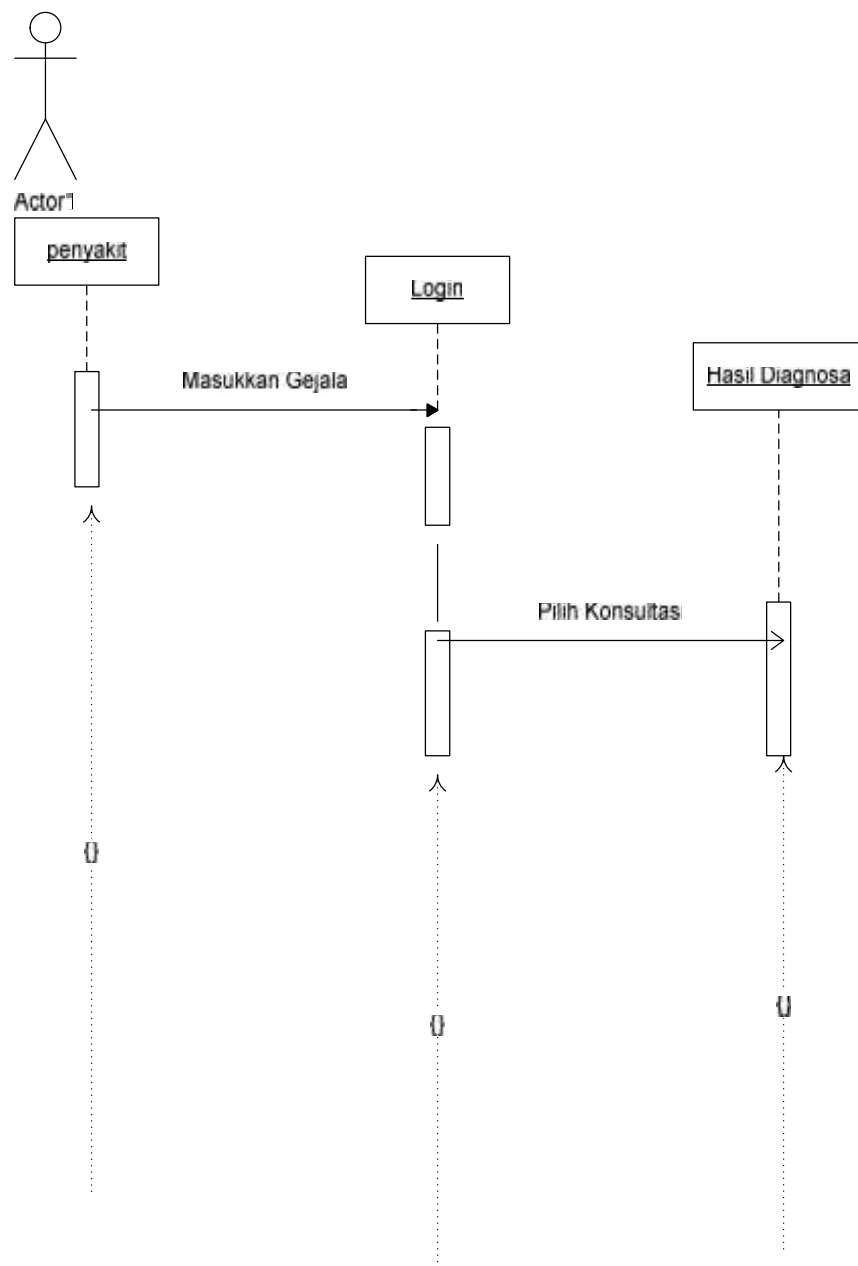 Actor1
penyakit
Login
Hasil Diagnosa
Masukkan Gejala
Pilih Konsultasi
{}
{}
{}